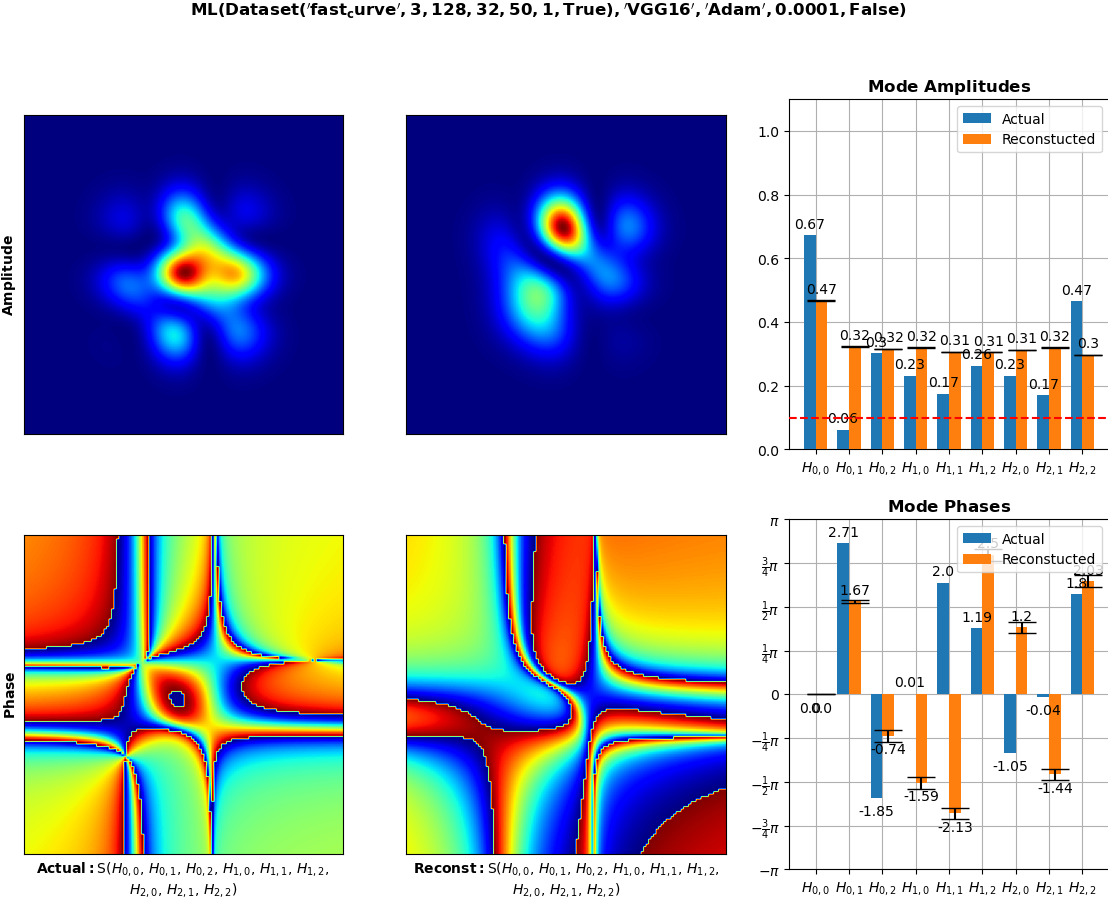 ML(Dataset('fast_curve', 3, 128, 32, 50, 1, True), 'VGG16', 'Adam', 0.0001, False)
Amplitude
Mode Amplitudes
Actual
Reconstucted
1.0
0.8
0.6
0.4
0.2
0.0
0.67
0.47
0.06
0.32
0.3
0.32
0.23
0.32
0.17
0.31
0.26
0.31
0.23
0.31
0.17
0.32
0.47
0.3
H0,0 H0,1 H0,2 H1,0 H1,1 H1,2 H2,0 H2,1 H2,2
Phase
Actual: S(H0,0, H0,1, H0,2, H1,0, H1,1, H1,2,
H2,0, H2,1, H2,2)
Reconst: S(H0,0, H0,1, H0,2, H1,0, H1,1, H1,2,
H2,0, H2,1, H2,2)
Mode Phases
Actual
Reconstucted
π
3/4π
1/2π
1/4π
0
−1/4π
−1/2π
−3/4π
−π
0.0
0.0
2.71
1.67
-1.85
-0.74
0.01
-1.59
2.0
-2.13
1.19
2.5
-1.05
1.2
-0.04
-1.44
1.8
2.03
H0,0 H0,1 H0,2 H1,0 H1,1 H1,2 H2,0 H2,1 H2,2